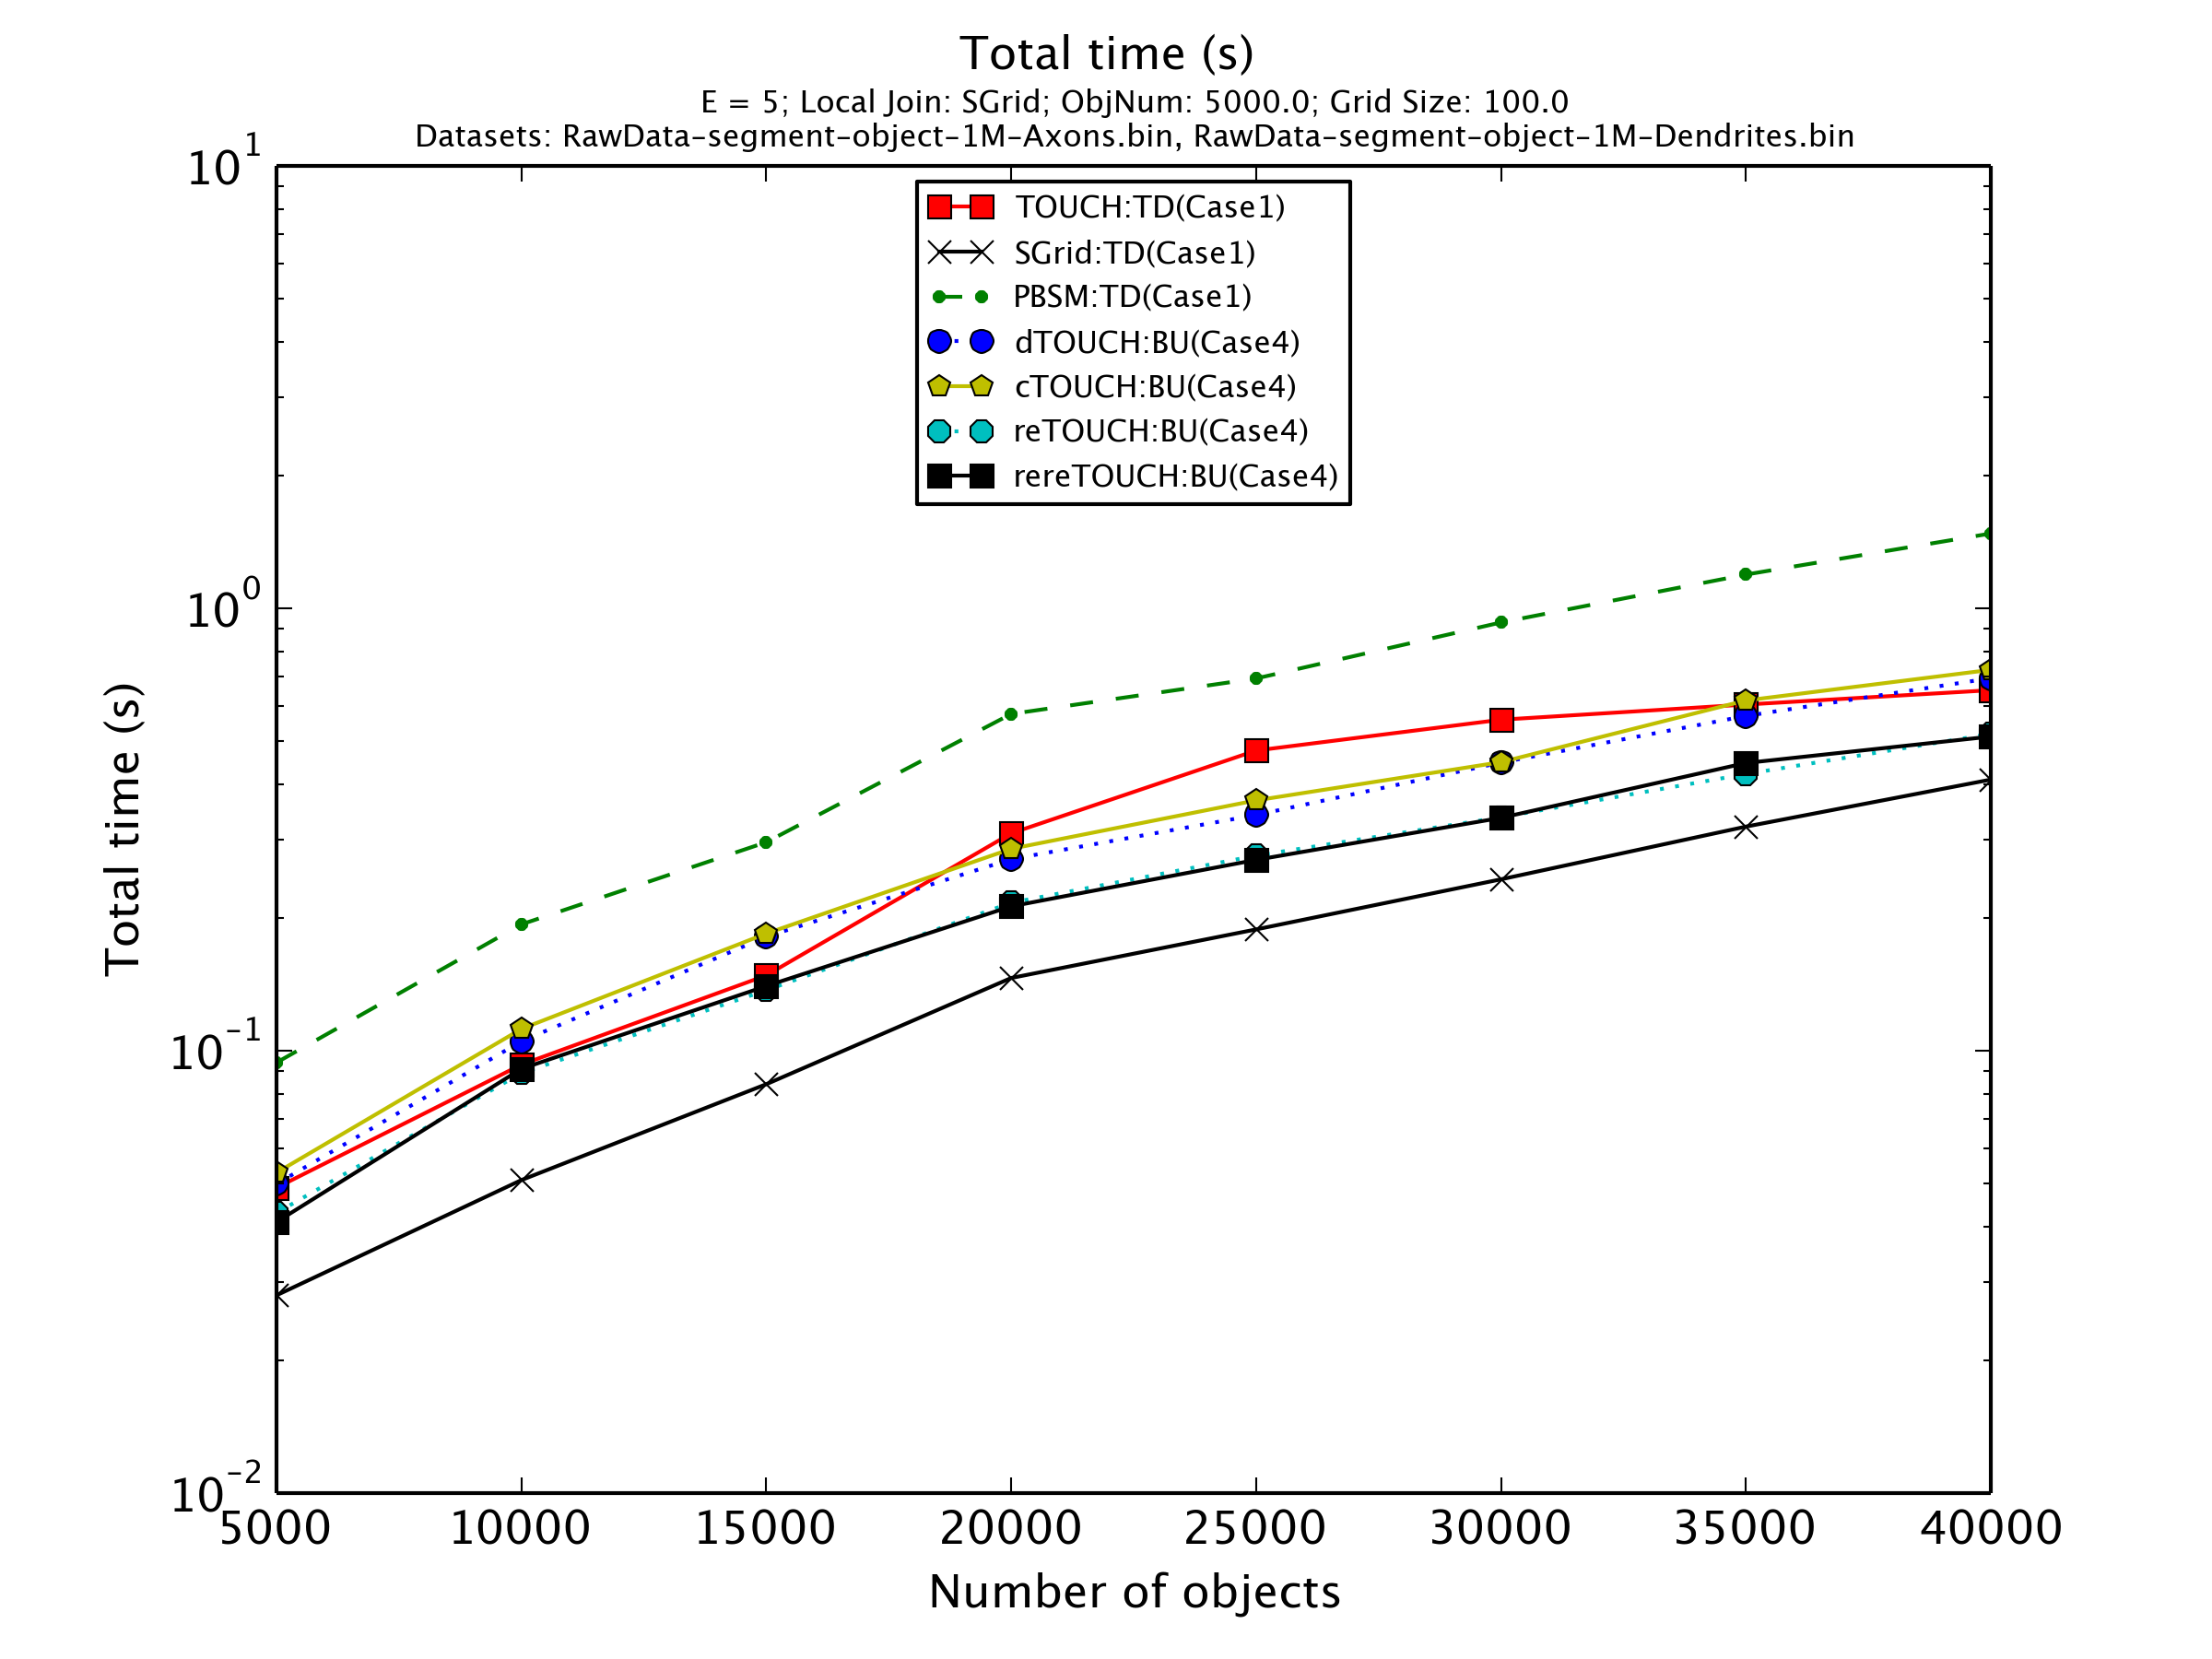 Total time (s)
E = 5; Local Join: SGrid; ObjNum: 5000.0; Grid Size: 100.0
Datasets: RawData-segment-object-1M-Axons.bin, RawData-segment-object-1M-Dendrites.bin
10^1
10^0
10^-1
10^-2
Total time (s)
TOUCH:TD(Case1)
SGrid:TD(Case1)
PBSM:TD(Case1)
dTOUCH:BU(Case4)
cTOUCH:BU(Case4)
reTOUCH:BU(Case4)
rereTOUCH:BU(Case4)
5000 10000 15000 20000 25000 30000 35000 40000
Number of objects